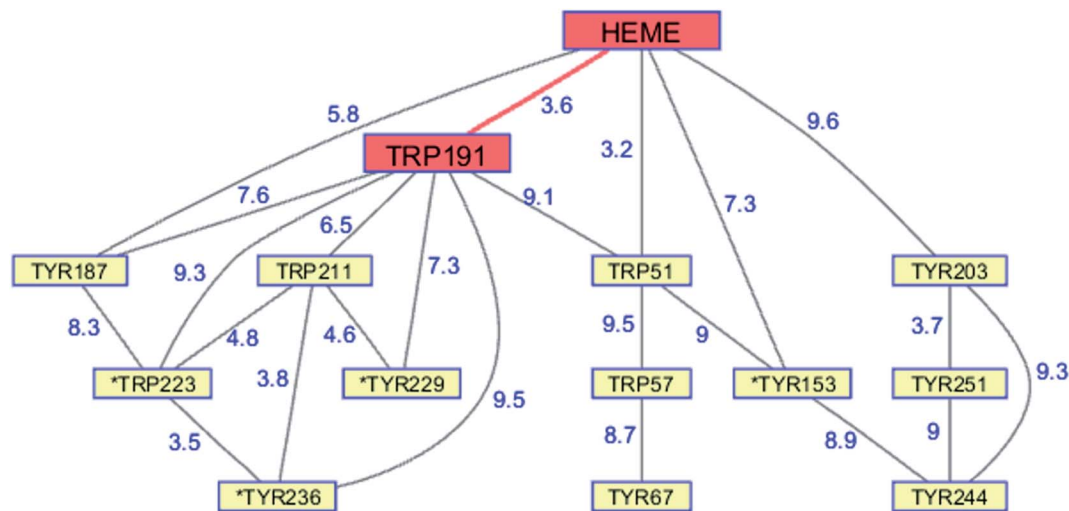 HEME
5.8
3.6
9.6
3.2
TRP191
7.6
6.5
9.1
7.3
TYR187
9.3
TRP211
7.3
TRP51
TYR203
8.3
4.8
4.6
9.5
9
3.7
*TRP223
3.8
*TYR229
9.5
TRP57
*TYR153
TYR251
9.3
3.5
8.7
8.9
9
*TYR236
TYR67
TYR244